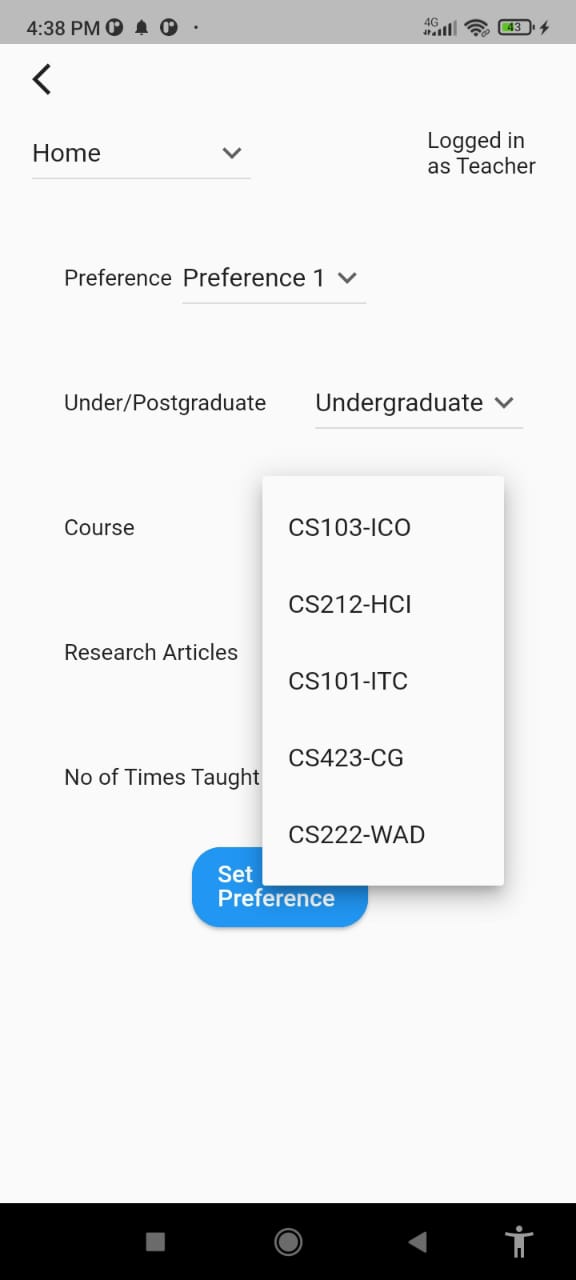 4:38 PM
4G
43
Home
Logged in
as Teacher
Preference Preference 1
Under/Postgraduate Undergraduate
Course
CS103-ICO
CS212-HCI
Research Articles
CS101-ITC
CS423-CG
No of Times Taught
CS222-WAD
Set
Preference